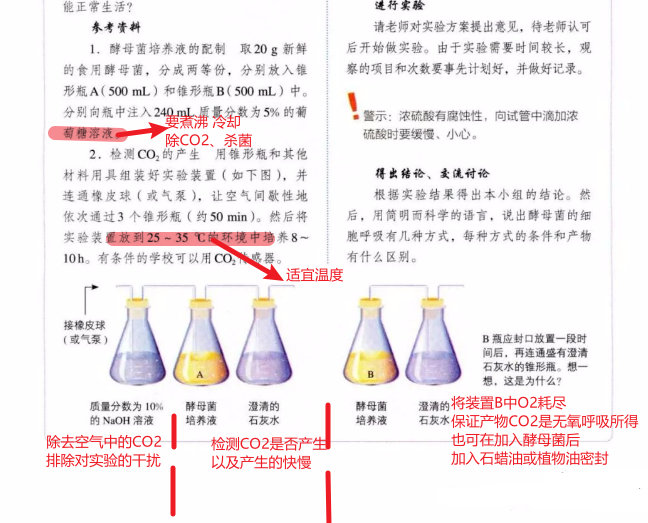 能正常生活?
参考资料
1. 酵母菌培养液的配制 取20 g 新鲜
的食用酵母菌，分成两等份，分别放入锥
形瓶A(500 mL)和锥形瓶B(500 mL)中。
分别向瓶中注入240 mL 质量分数为5%的葡
萄糖溶液
要煮沸 冷却
除CO2、杀菌
2. 检测CO₂的产生 用锥形瓶和其他
材料用具组装好实验装置(如下图)，并
连通橡皮球(或气泵)，让空气间歇性地
依次通过3 个锥形瓶(约50 min)。然后将
实验装置放到25~35 ℃的环境中培养8~
10 h。有条件的学校可以用CO₂传感器。
适宜温度
进行实验
请老师对实验方案提出意见，待老师认可
后开始做实验。由于实验需要时间较长，观
察的项目和次数要事先计划好，并做好记录。
警示：浓硫酸有腐蚀性，向试管中滴加浓
硫酸时要缓慢、小心。
得出结论、交流讨论
根据实验结果得出本小组的结论。然
后，用简明而科学的语言，说出酵母菌的细
胞呼吸有几种方式，每种方式的条件和产物
有什么区别。
接橡皮球
(或气泵)
A
B
质量分数为10%
的 NaOH 溶液
酵母菌
培养液
澄清的
石灰水
酵母菌
培养液
澄清的
石灰水
B 瓶应封口放置一段时
间后，再连通盛有澄清
石灰水的锥形瓶。想一
想，这是为什么?
除去空气中的CO2
排除对实验的干扰
检测CO2是否产生
以及产生的快慢
将装置B中O2耗尽
保证产物CO2是无氧呼吸所得
也可在加入酵母菌后
加入石蜡油或植物油密封